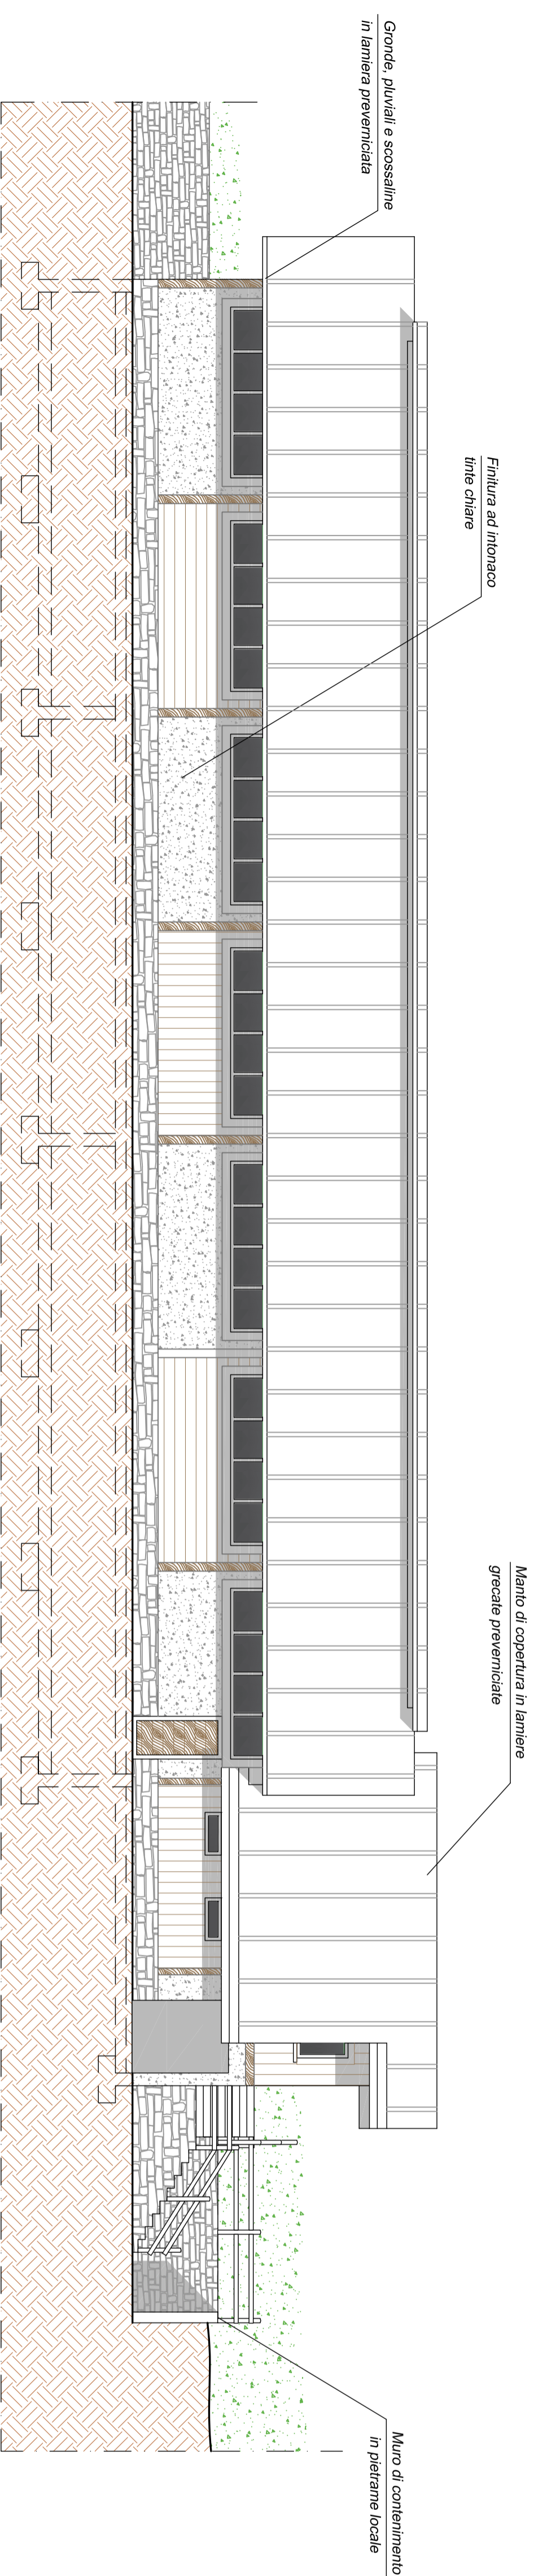 Gronde, pluviali e scossaline
in lamiera preverniciata
Finitura ad intonaco
tinte chiare
Manto di copertura in lamiere
grecate preverniciate
Muro di contenimento
in pietrame locale